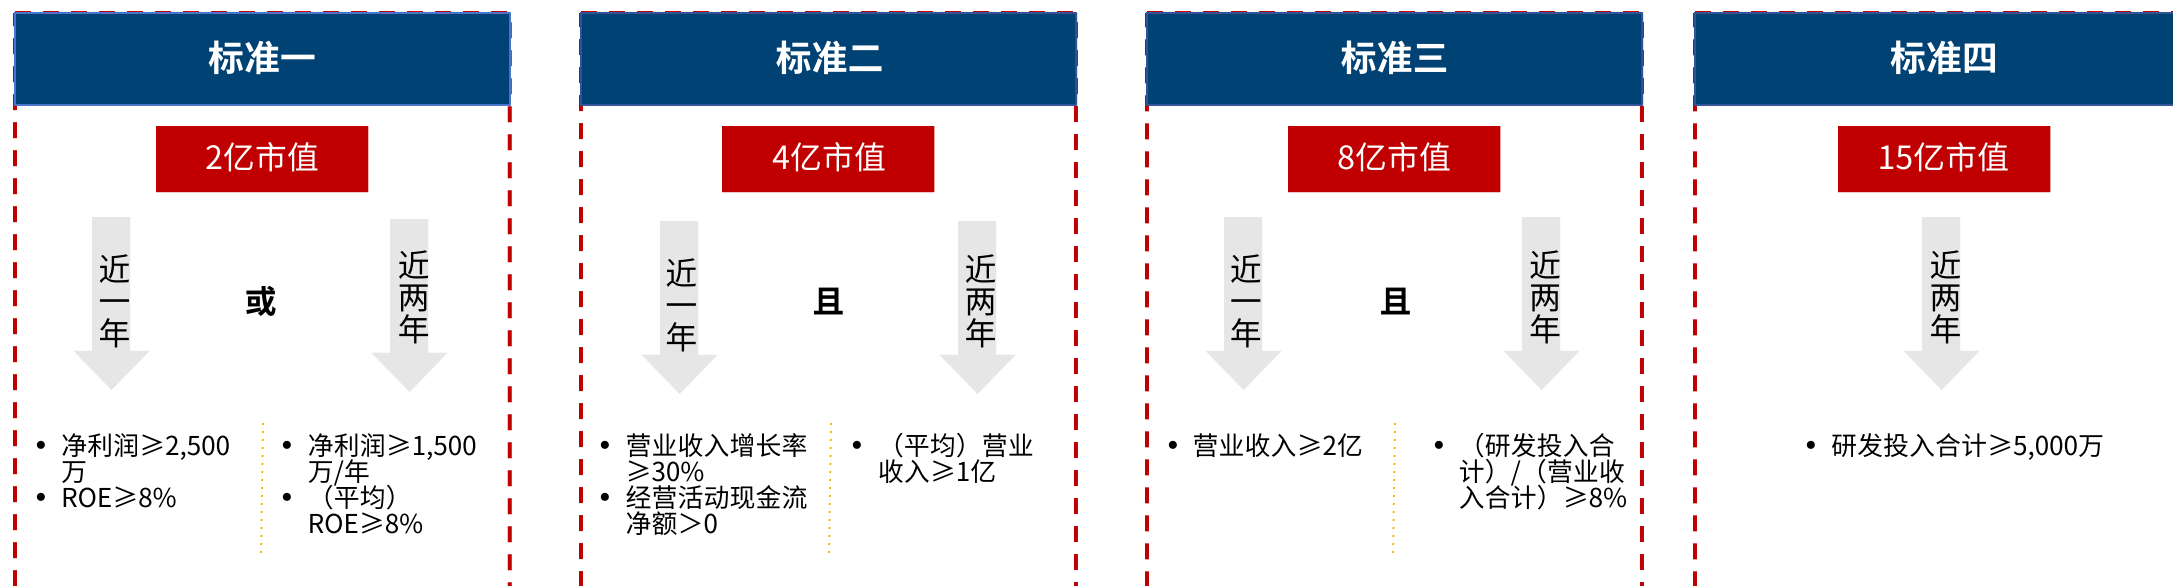 标准一
2亿市值
近一年
或
近两年
• 净利润≥2,500
万
• ROE≥8%
• 净利润≥1,500
万/年
• （平均）
ROE≥8%
标准二
4亿市值
近一年
且
近两年
• 营业收入增长率
≥30%
• 经营活动现金流
净额＞0
• （平均）营业
收入≥1亿
标准三
8亿市值
近一年
且
近两年
• 营业收入≥2亿
• （研发投入合
计）/（营业收
入合计）≥8%
标准四
15亿市值
近两年
• 研发投入合计≥5,000万